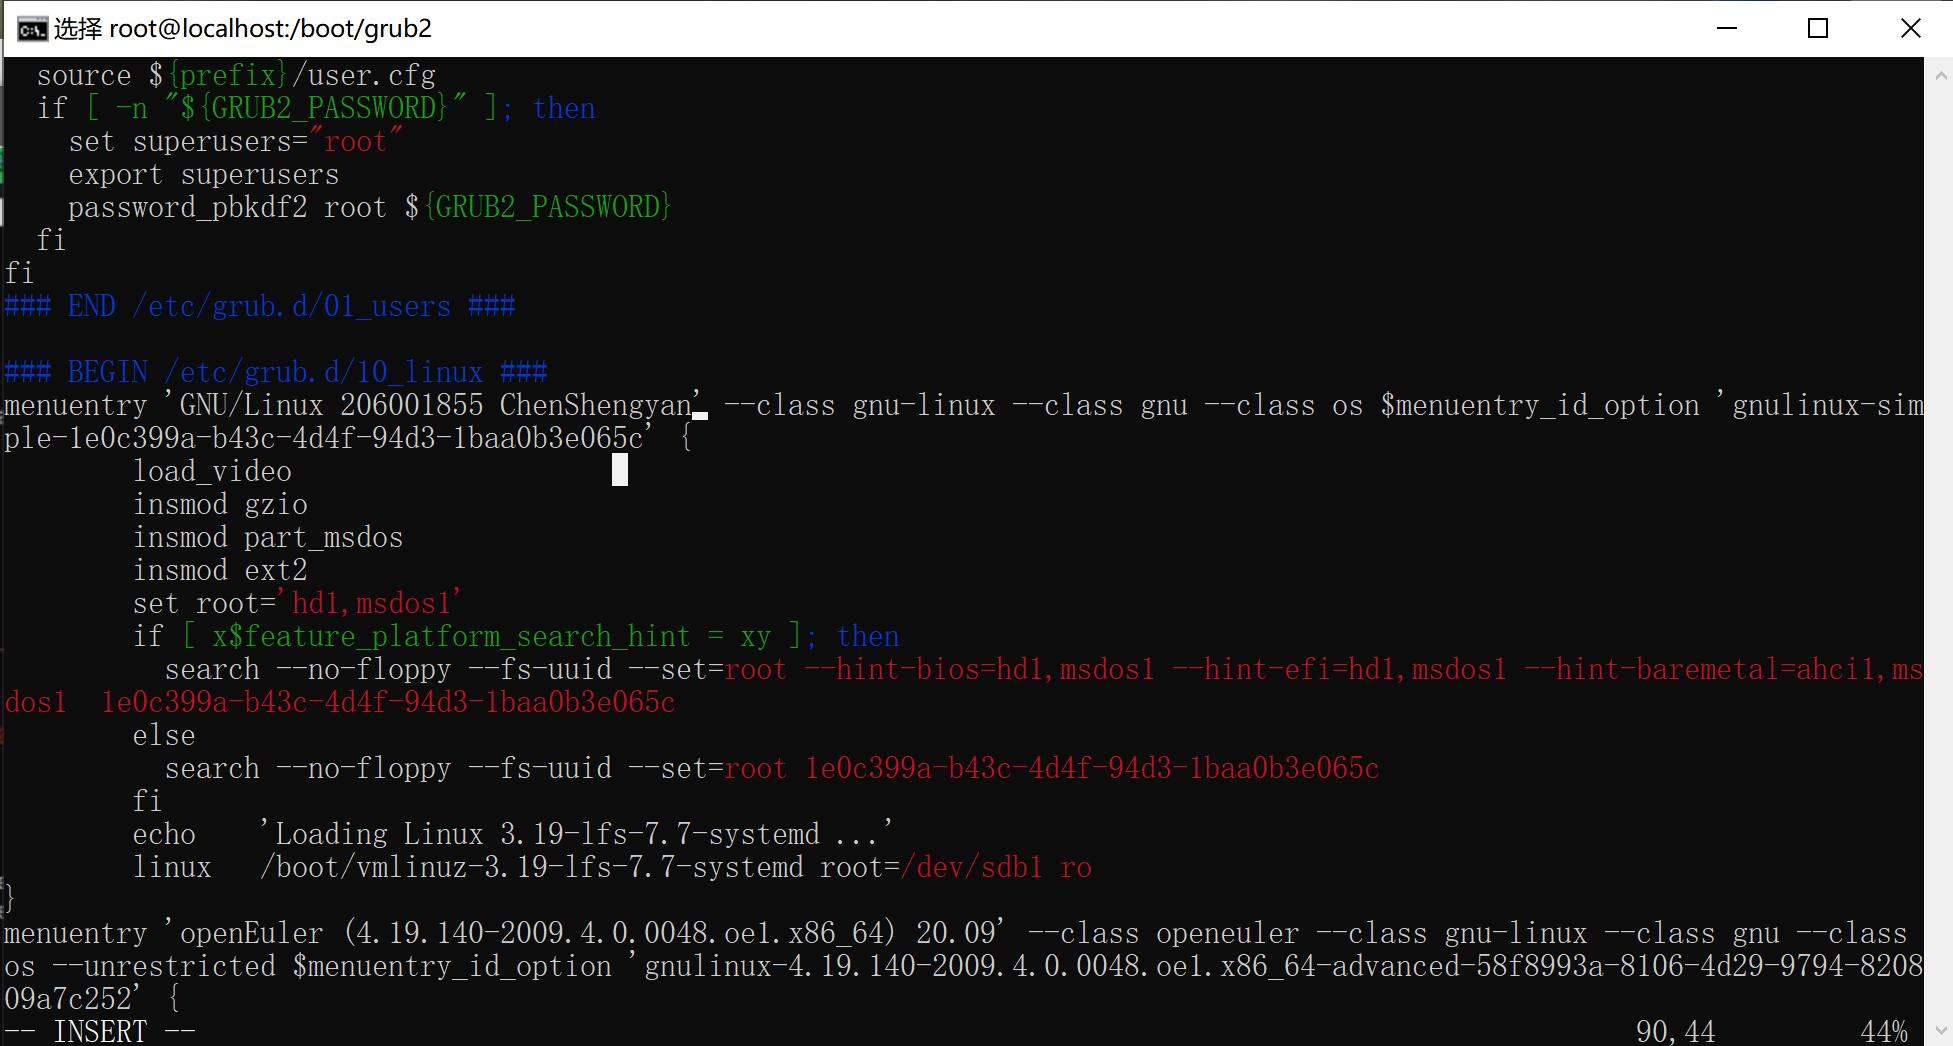 选择 root@localhost:/boot/grub2
  source ${prefix}/user.cfg
  if [ -n "${GRUB2_PASSWORD}" ]; then
    set superusers="root"
    export superusers
    password_pbkdf2 root ${GRUB2_PASSWORD}
  fi
fi
### END /etc/grub.d/01_users ###

### BEGIN /etc/grub.d/10_linux ###
menuentry 'GNU/Linux 206001855 ChenShengyan' --class gnu-linux --class gnu --class os $menuentry_id_option 'gnulinux-sim
ple-1e0c399a-b43c-4d4f-94d3-1baa0b3e065c' {
        load_video
        insmod gzio
        insmod part_msdos
        insmod ext2
        set root='hd1,msdos1'
        if [ x$feature_platform_search_hint = xy ]; then
          search --no-floppy --fs-uuid --set=root --hint-bios=hd1,msdos1 --hint-efi=hd1,msdos1 --hint-baremetal=ahci1,ms
dos1  1e0c399a-b43c-4d4f-94d3-1baa0b3e065c
        else
          search --no-floppy --fs-uuid --set=root 1e0c399a-b43c-4d4f-94d3-1baa0b3e065c
        fi
        echo    'Loading Linux 3.19-lfs-7.7-systemd ...'
        linux   /boot/vmlinuz-3.19-lfs-7.7-systemd root=/dev/sdb1 ro
}
menuentry 'openEuler (4.19.140-2009.4.0.0048.oe1.x86_64) 20.09' --class openeuler --class gnu-linux --class gnu --class
os --unrestricted $menuentry_id_option 'gnulinux-4.19.140-2009.4.0.0048.oe1.x86_64-advanced-58f8993a-8106-4d29-9794-8208
09a7c252' {
-- INSERT -- 90,44 44%